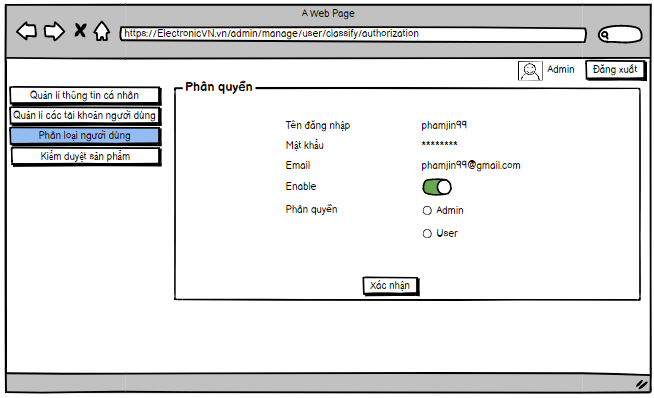 A Web Page
https://ElectronicVN.vn/admin/manage/user/classify/authorization
Admin
Đăng xuất
Quản lí thông tin cá nhân
Quản lí các tài khoản người dùng
Phân loại người dùng
Kiểm duyệt sản phẩm
Phân quyền
Tên đăng nhập phamjin99
Mật khẩu ********
Email phamjin99@gmail.com
Enable
Phân quyền Admin
User
Xác nhận